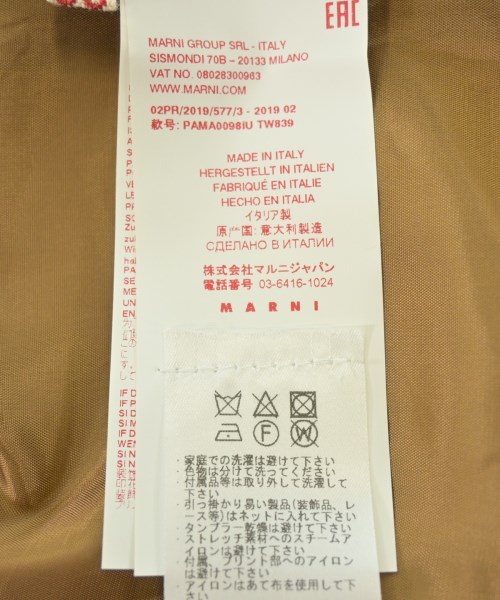 EAC
MARNI GROUP SRL - ITALY
SISMONDI 70B – 20133 MILANO
VAT NO. 08028300963
WWW.MARNI.COM
02PR/2019/577/3 - 2019 02
款号: PAMA0098IU TW839
MADE IN ITALY
HERGESTELLT IN ITALIEN
FABRIQUÉ EN ITALIE
HECHO EN ITALIA
イタリア製
原产国: 意大利製造
СДЕЛАНО В ИТАЛИИ
株式会社マルニジャパン
電話番号 03-6416-1024
MARNI
F W
・家庭での洗濯は避けて下さい
・色物は分けて洗ってください
・付属品等は取り外して洗濯して
下さい
・引っ掛かり易い製品(装飾品、レ
ース等)はネットに入れて下さい
・タンブラー乾燥は避けて下さい
・ストレッチ素材へのスチームア
イロンは避けて下さい
・付属、プリント部へのアイロン
は避けて下さい
・アイロンはあて布を使用して下
さい